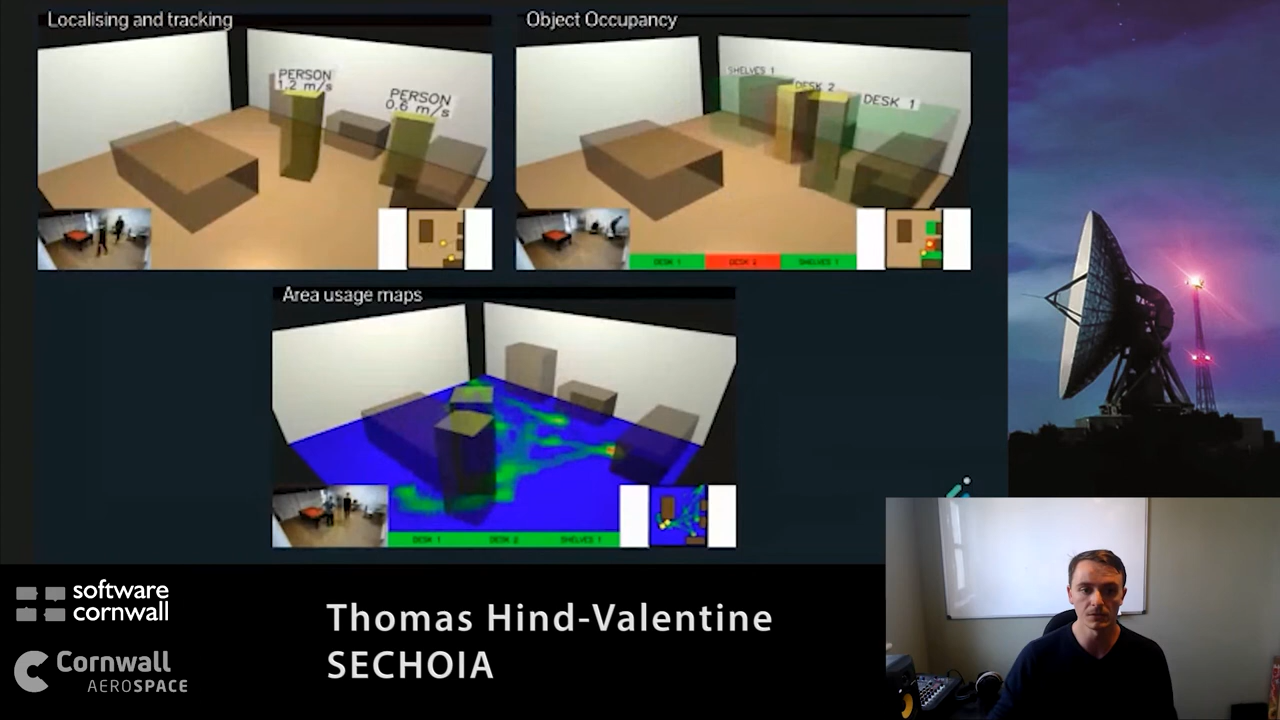 Localising and tracking
Object Occupancy
PERSON
1.2 m/s
PERSON
0.6 m/s
SHELVES 1
DESK 2
DESK 1
DESK 1
DESK 2
SHELVES 1
Area usage maps
DESK 1
DESK 2
SHELVES 1
software
cornwall
Thomas Hind-Valentine
SECHOIA
Cornwall
AEROSPACE